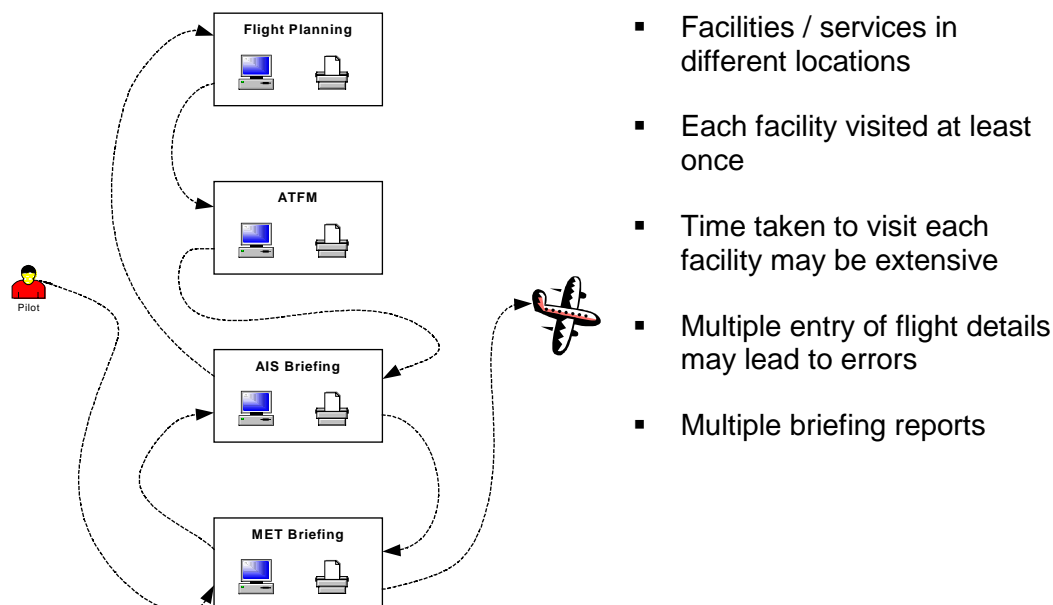 Flight Planning
ATFM
Pilot
AIS Briefing
MET Briefing
▪ Facilities / services in
different locations
▪ Each facility visited at least
once
▪ Time taken to visit each
facility may be extensive
▪ Multiple entry of flight details
may lead to errors
▪ Multiple briefing reports